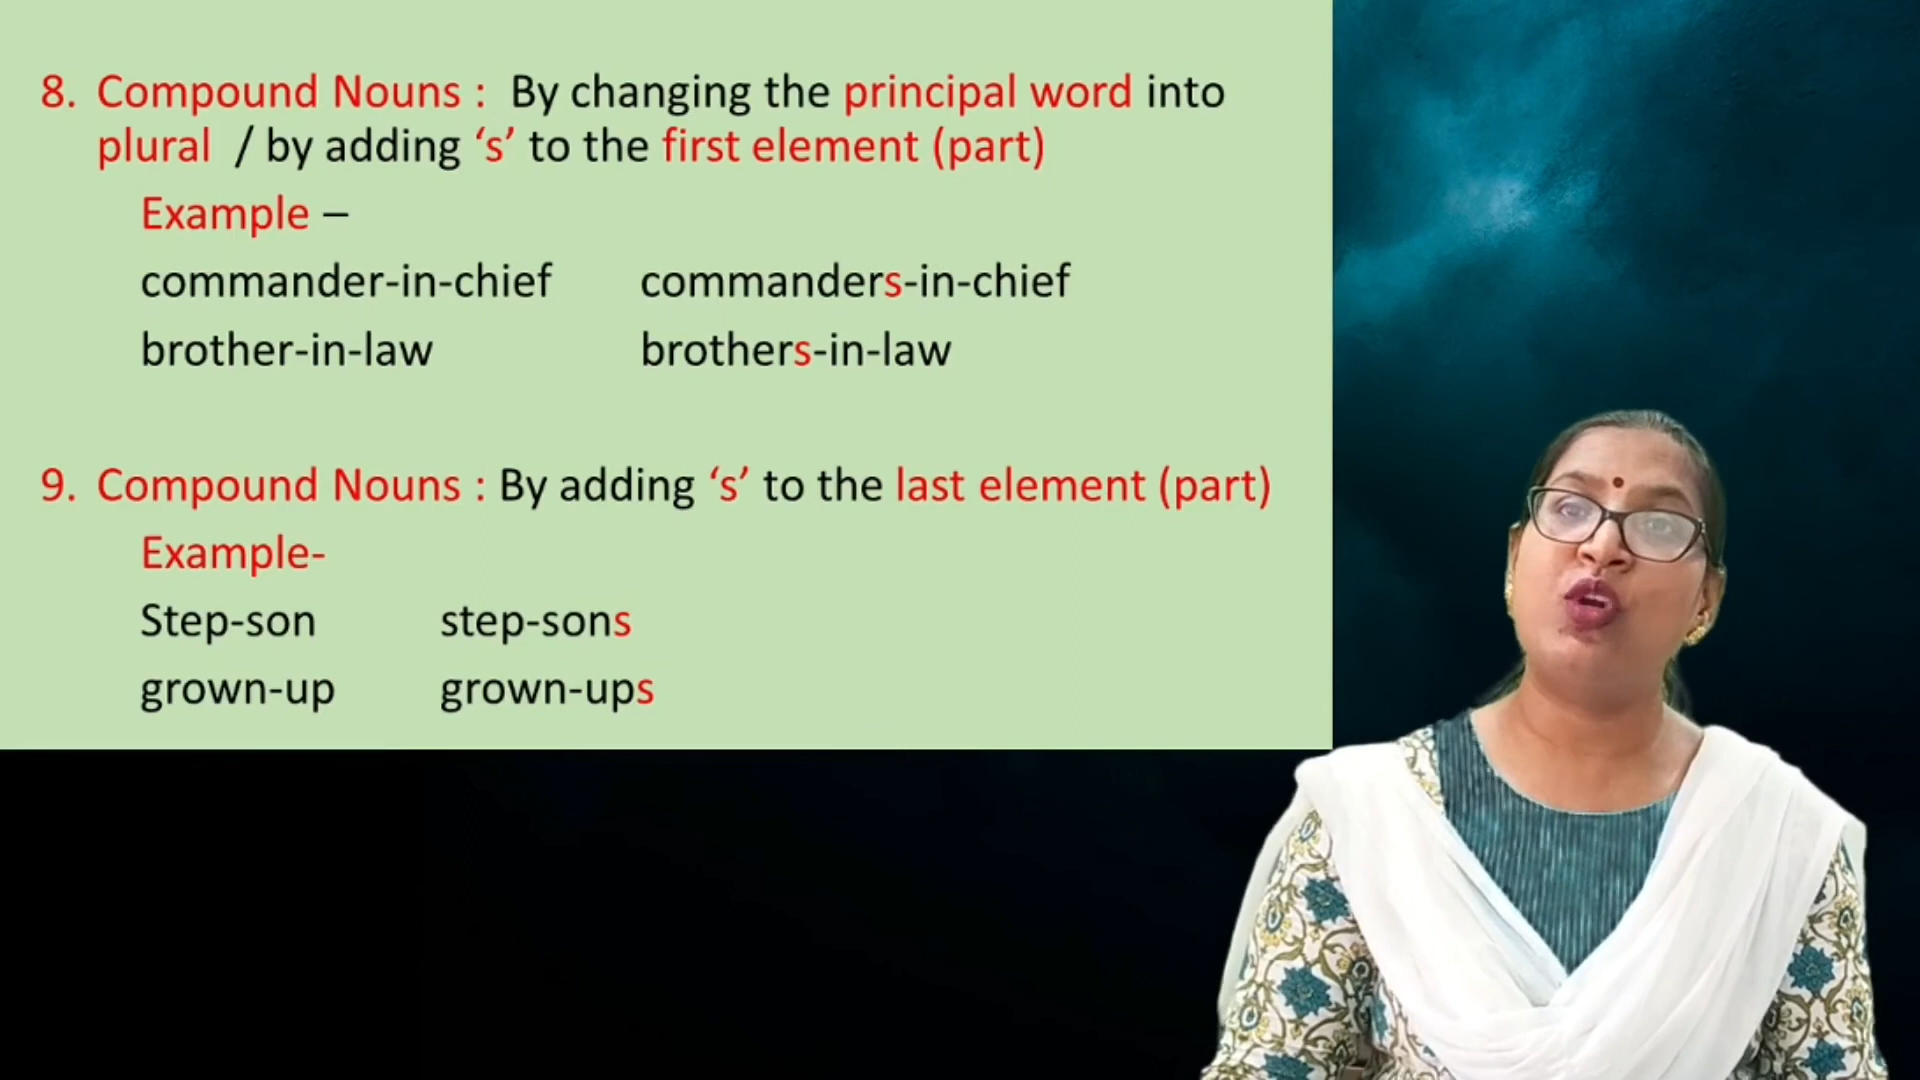 8. Compound Nouns : By changing the principal word into
plural / by adding ‘s’ to the first element (part)
Example –
commander-in-chief commanders-in-chief
brother-in-law brothers-in-law
9. Compound Nouns : By adding ‘s’ to the last element (part)
Example-
Step-son step-sons
grown-up grown-ups